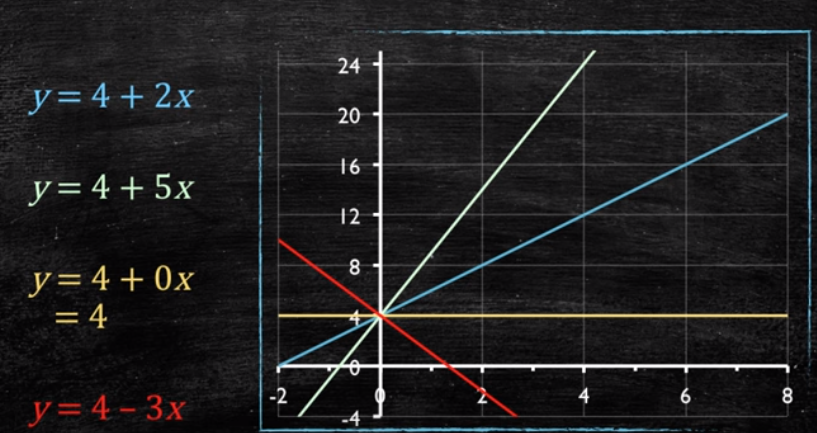 y = 4 + 2x
y = 4 + 5x
y = 4 + 0x
= 4
y = 4 – 3x
24
20
16
12
8
4
0
-4
-2 0 2 4 6 8